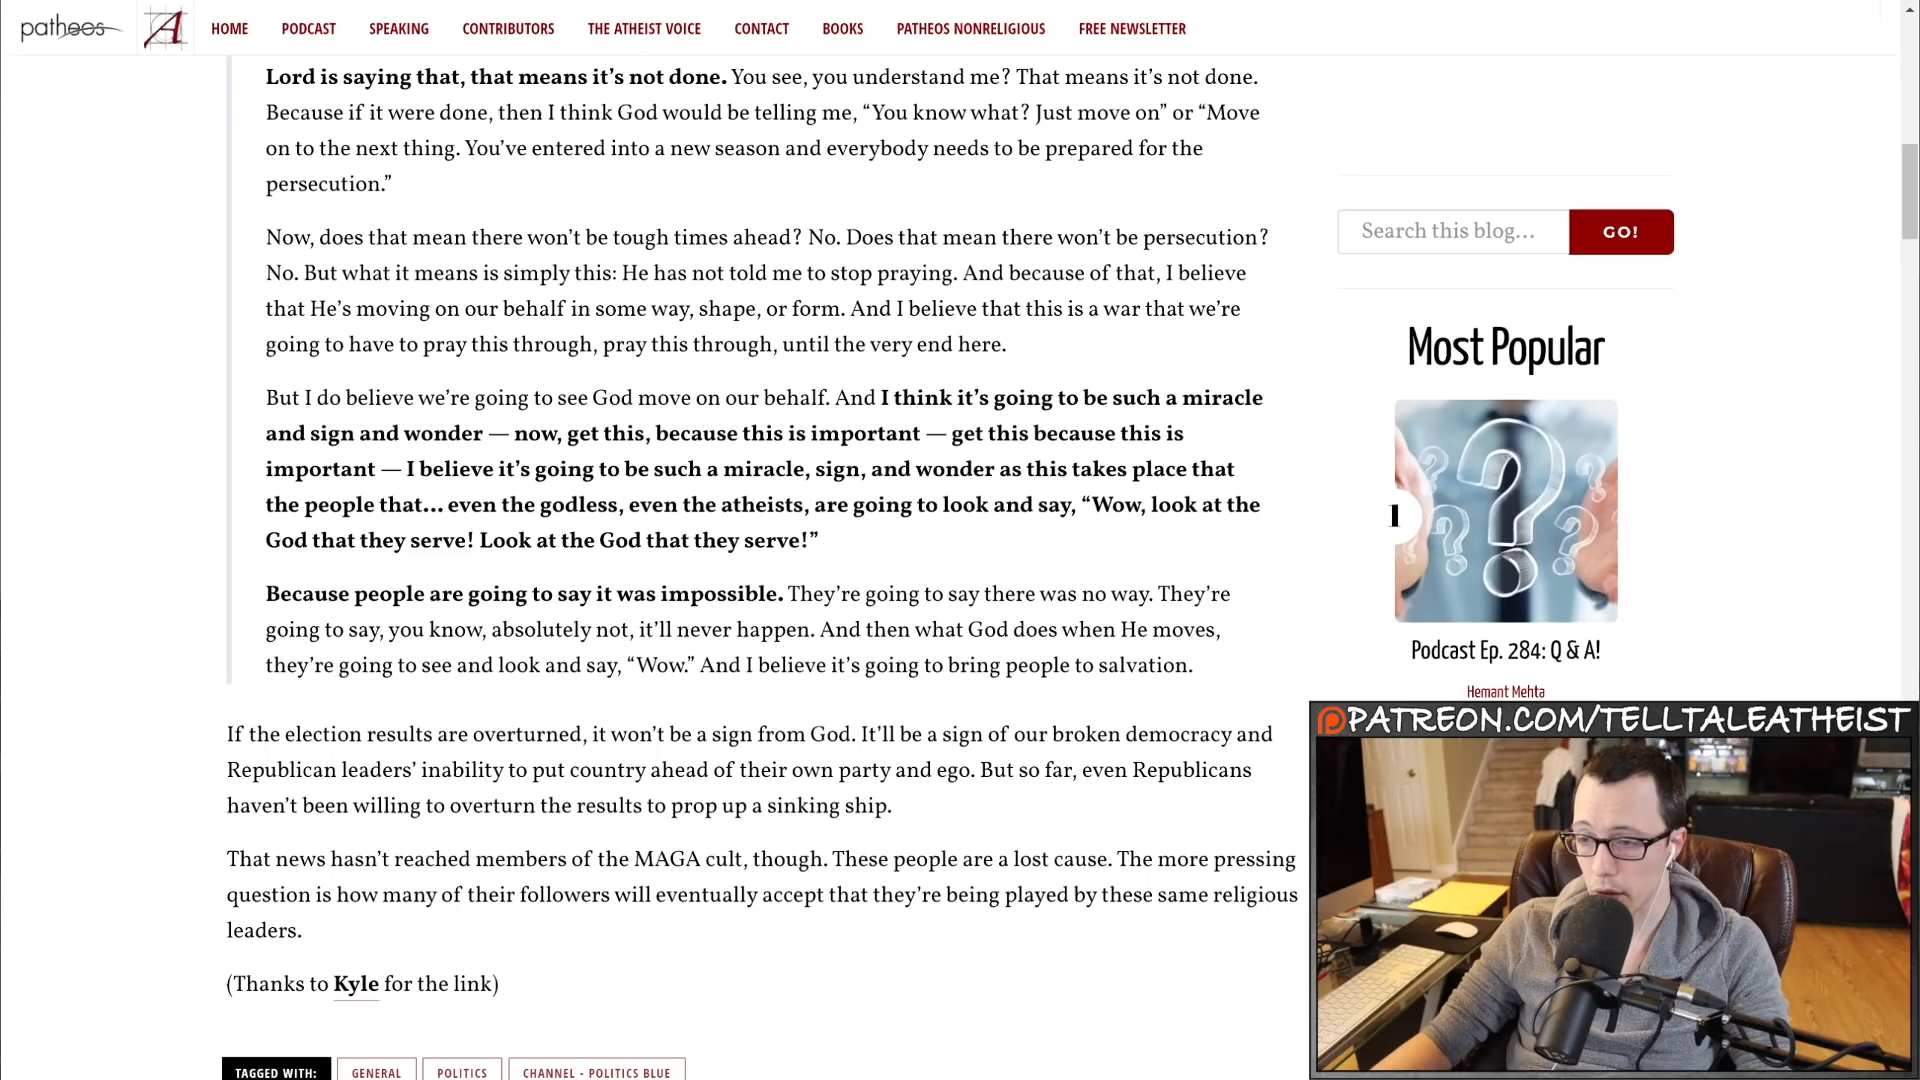 patheos A HOME PODCAST SPEAKING CONTRIBUTORS THE ATHEIST VOICE CONTACT BOOKS PATHEOS NONRELIGIOUS FREE NEWSLETTER
Lord is saying that, that means it’s not done. You see, you understand me? That means it’s not done.
Because if it were done, then I think God would be telling me, “You know what? Just move on” or “Move
on to the next thing. You’ve entered into a new season and everybody needs to be prepared for the
persecution.”
Now, does that mean there won’t be tough times ahead? No. Does that mean there won’t be persecution?
No. But what it means is simply this: He has not told me to stop praying. And because of that, I believe
that He’s moving on our behalf in some way, shape, or form. And I believe that this is a war that we’re
going to have to pray this through, pray this through, until the very end here.
But I do believe we’re going to see God move on our behalf. And I think it’s going to be such a miracle
and sign and wonder — now, get this, because this is important — get this because this is
important — I believe it’s going to be such a miracle, sign, and wonder as this takes place that
the people that… even the godless, even the atheists, are going to look and say, “Wow, look at the
God that they serve! Look at the God that they serve!”
Because people are going to say it was impossible. They’re going to say there was no way. They’re
going to say, you know, absolutely not, it’ll never happen. And then what God does when He moves,
they’re going to see and look and say, “Wow.” And I believe it’s going to bring people to salvation.
If the election results are overturned, it won’t be a sign from God. It’ll be a sign of our broken democracy and
Republican leaders’ inability to put country ahead of their own party and ego. But so far, even Republicans
haven’t been willing to overturn the results to prop up a sinking ship.
That news hasn’t reached members of the MAGA cult, though. These people are a lost cause. The more pressing
question is how many of their followers will eventually accept that they’re being played by these same religious
leaders.
(Thanks to Kyle for the link)
TAGGED WITH: GENERAL POLITICS CHANNEL - POLITICS BLUE
Search this blog… GO!
Most Popular
1
Podcast Ep. 284: Q & A!
Hemant Mehta
PATREON.COM/TELLTALEATHEIST